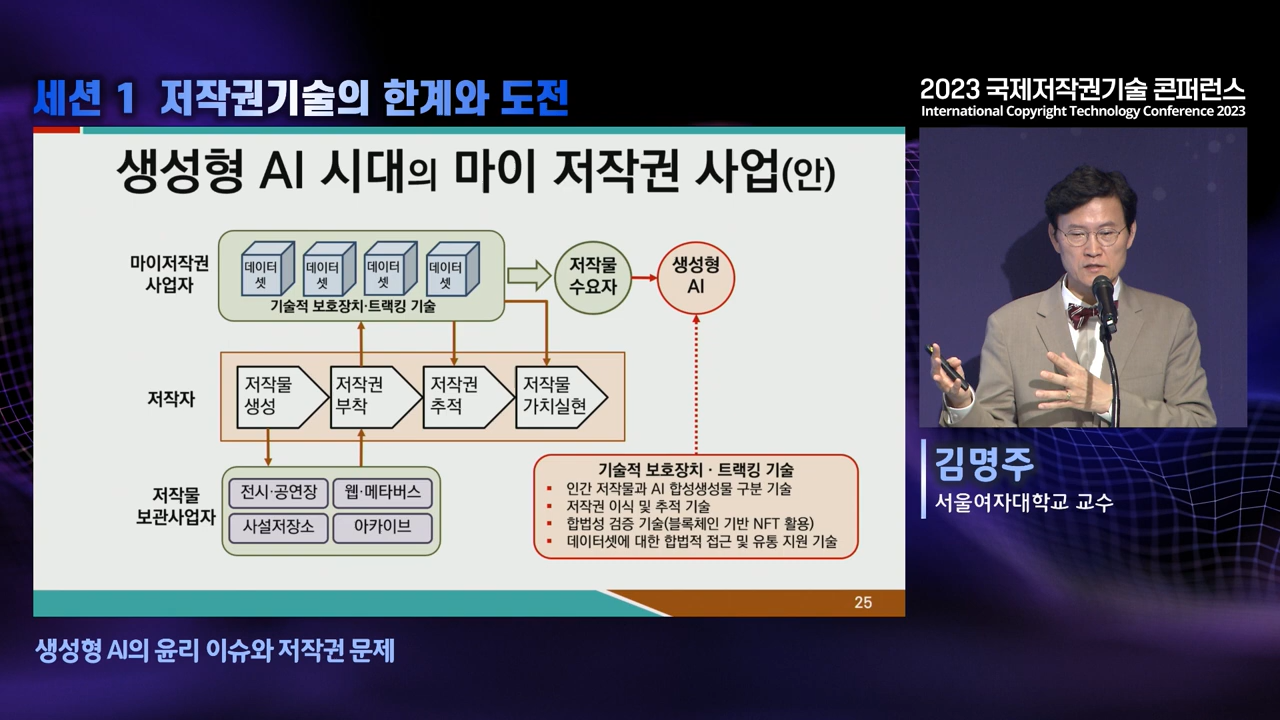 세션 1 저작권기술의 한계와 도전
2023 국제저작권기술 콘퍼런스
International Copyright Technology Conference 2023
생성형 AI 시대의 마이 저작권 사업(안)
마이저작권
사업자
데이터
셋
데이터
셋
데이터
셋
데이터
셋
기술적 보호장치·트랙킹 기술
저작물
수요자
생성형
AI
저작자
저작물
생성
저작권
부착
저작권
추적
저작물
가치실현
저작물
보관사업자
전시·공연장
웹·메타버스
사설저장소
아카이브
기술적 보호장치 · 트랙킹 기술
▪ 인간 저작물과 AI 합성생성물 구분 기술
▪ 저작권 이식 및 추적 기술
▪ 합법성 검증 기술(블록체인 기반 NFT 활용)
▪ 데이터셋에 대한 합법적 접근 및 유통 지원 기술
25
김명주
서울여자대학교 교수
생성형 AI의 윤리 이슈와 저작권 문제